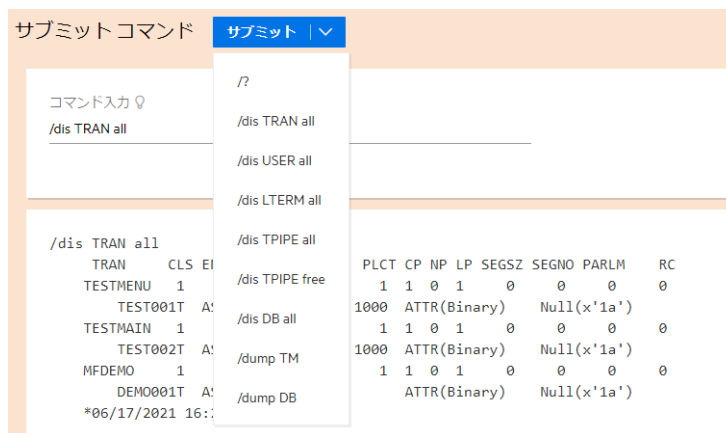 サブミット コマンド サブミット
/?
コマンド入力
/dis TRAN all
/dis TRAN all
/dis USER all
/dis LTERM all
/dis TPIPE all
/dis TPIPE free
/dis DB all
/dump TM
/dump DB
/dis TRAN all
TRAN CLS PLCT CP NP LP SEGSZ SEGNO PARLM RC
TESTMENU 1 1 1 0 1 0 0 0 0
TEST001T 1000 ATTR(Binary) Null(x'1a')
TESTMAIN 1 1 1 0 1 0 0 0 0
TEST002T 1000 ATTR(Binary) Null(x'1a')
MFDEMO 1 1 1 0 1 0 0 0 0
DEMO001T ATTR(Binary) Null(x'1a')
*06/17/2021 16: